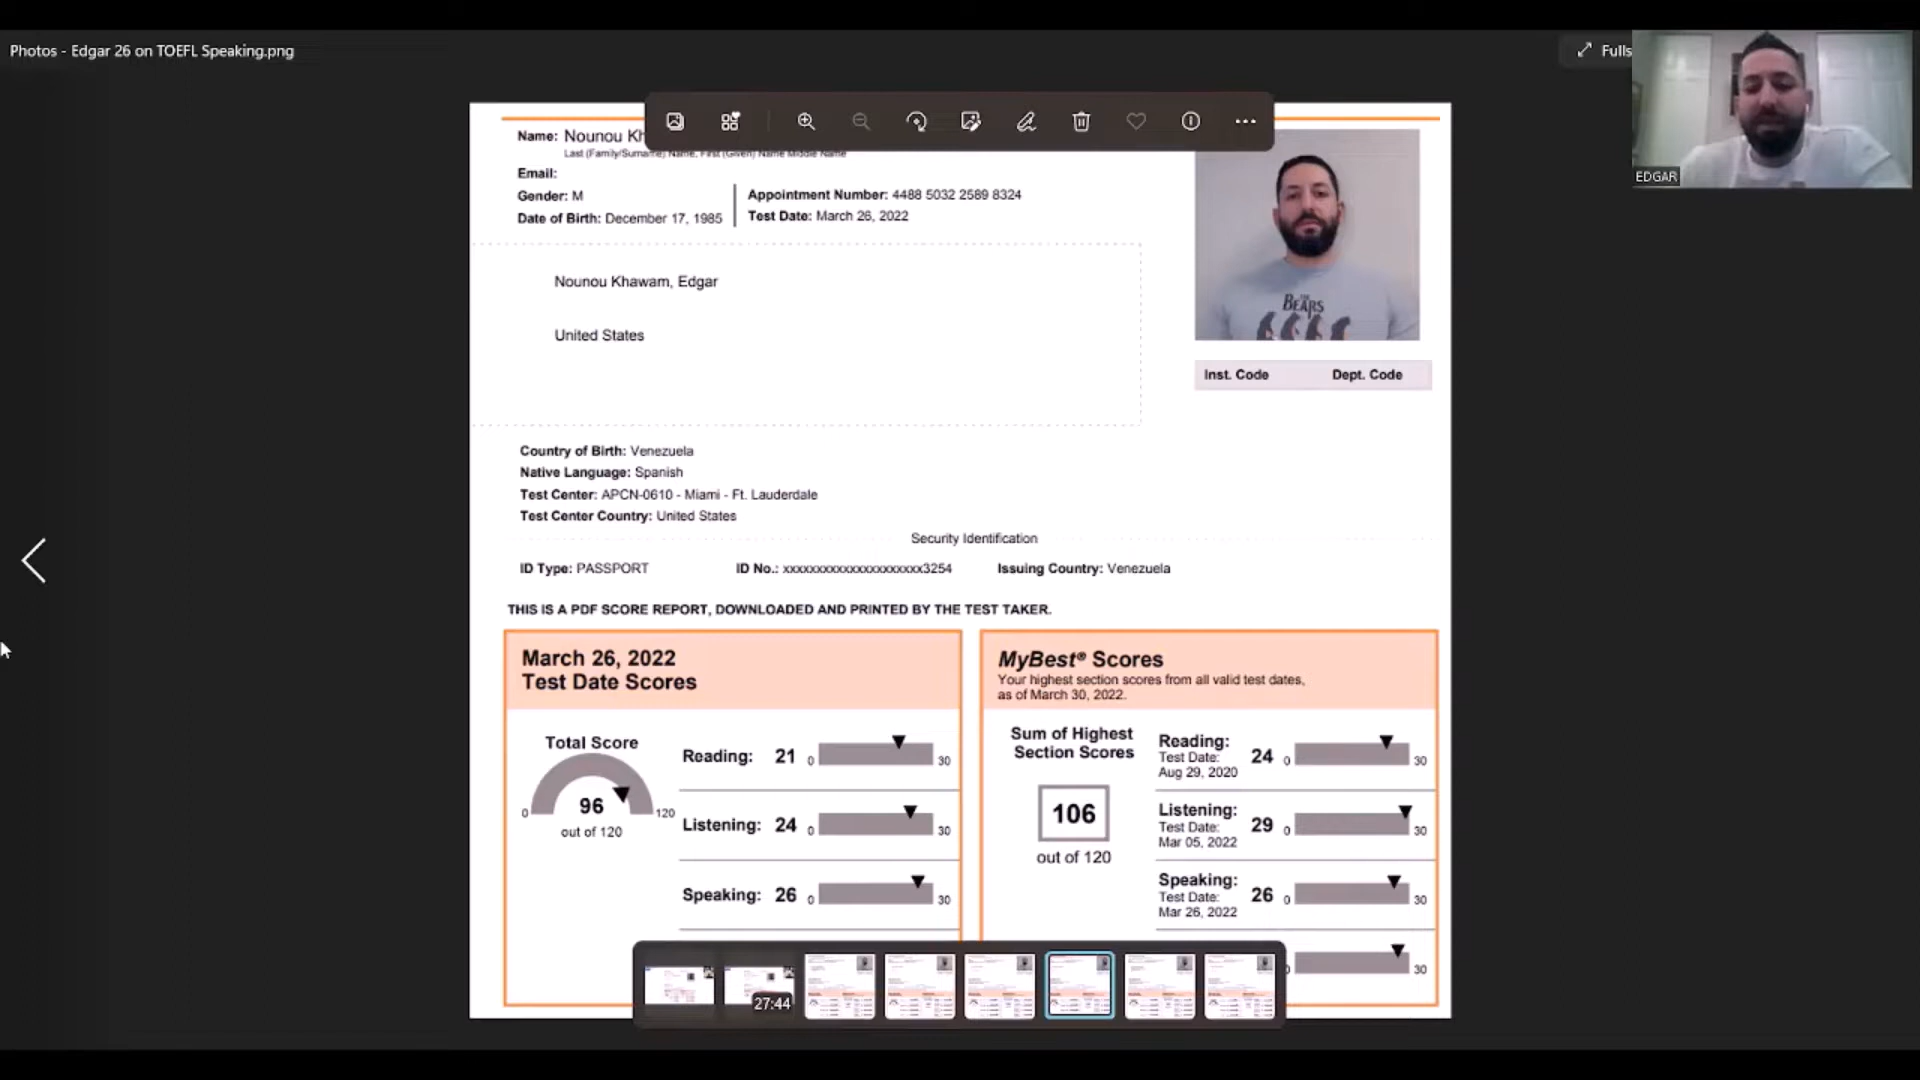 Photos - Edgar 26 on TOEFL Speaking.png
Fulls
EDGAR
Name: Nounou Kh
Last (Family/Surname) Name, First (Given) Name Middle Name
Email:
Gender: M
Date of Birth: December 17, 1985
Appointment Number: 4488 5032 2589 8324
Test Date: March 26, 2022
THE
BEARS
Nounou Khawam, Edgar
United States
Inst. Code Dept. Code
Country of Birth: Venezuela
Native Language: Spanish
Test Center: APCN-0610 - Miami - Ft. Lauderdale
Test Center Country: United States
Security Identification
ID Type: PASSPORT ID No.: xxxxxxxxxxxxxxxxxxxxx3254 Issuing Country: Venezuela
THIS IS A PDF SCORE REPORT, DOWNLOADED AND PRINTED BY THE TEST TAKER.
March 26, 2022
Test Date Scores
Total Score
96
0 120
out of 120
Reading: 21 0 30
Listening: 24 0 30
Speaking: 26 0 30
MyBest® Scores
Your highest section scores from all valid test dates,
as of March 30, 2022.
Sum of Highest
Section Scores
106
out of 120
Reading:
Test Date:
Aug 29, 2020
24 0 30
Listening:
Test Date:
Mar 05, 2022
29 0 30
Speaking:
Test Date:
Mar 26, 2022
26 0 30
0 30
27:44